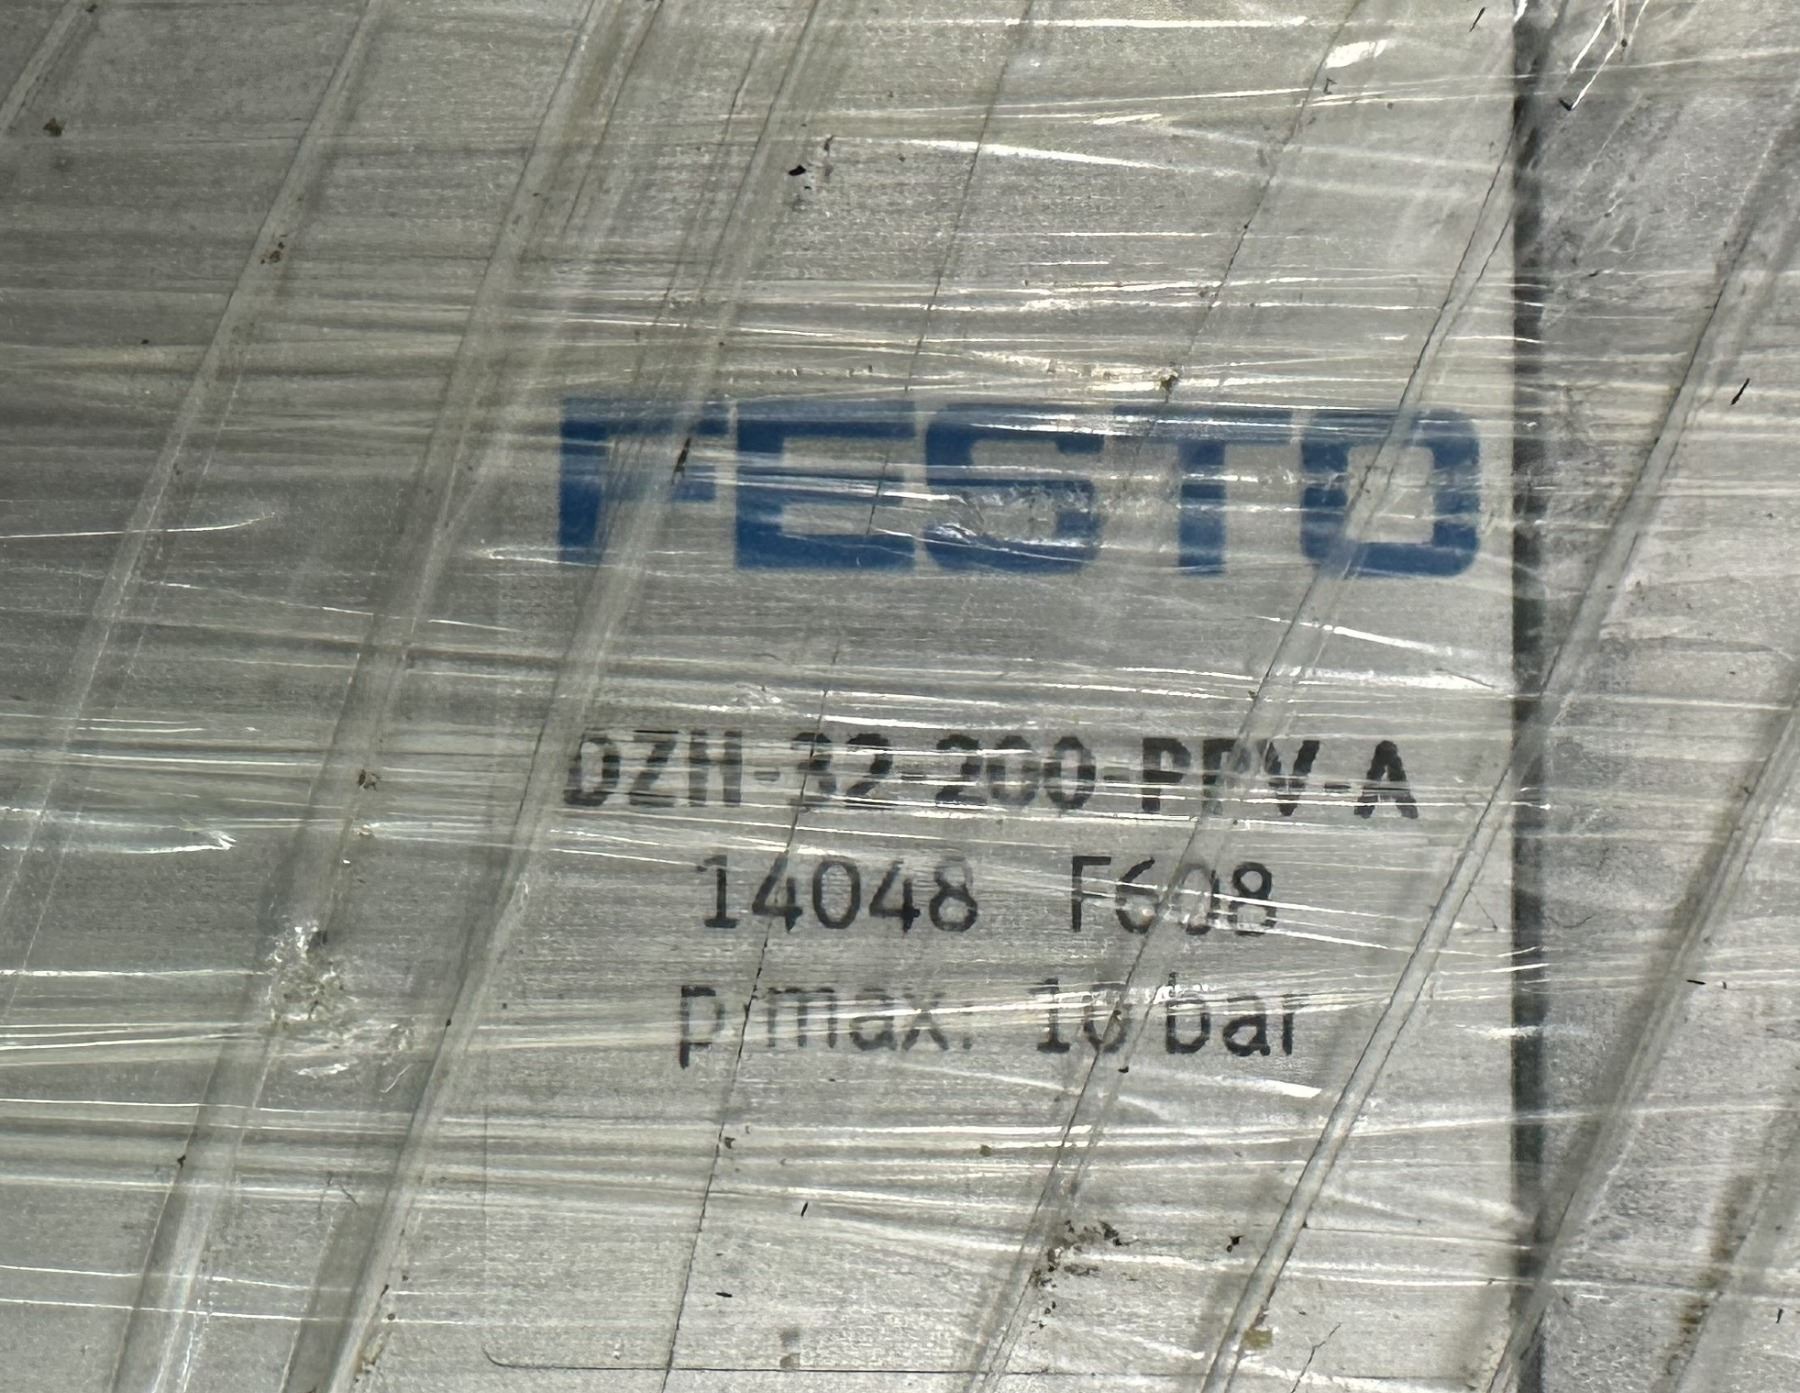 FESTO
DZH-32-200-PPV-A
14048 F608
p max. 10 bar